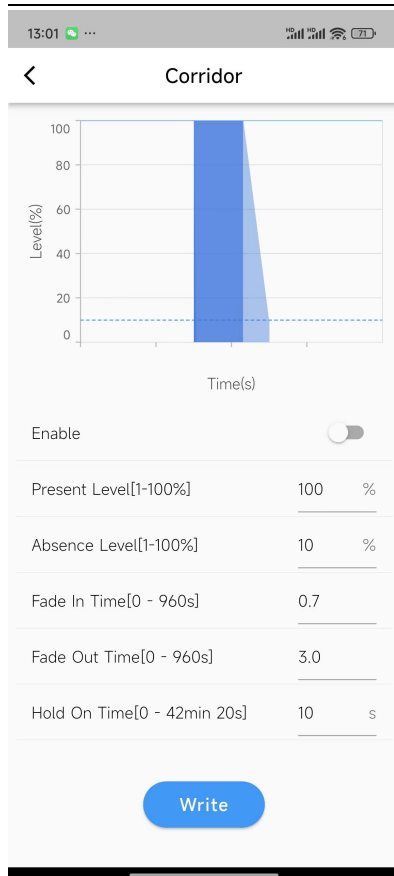 13:01 ... HD HD 71
Corridor
100
80
60
40
20
0
Level(%)
Time(s)
Enable
Present Level[1-100%] 100 %
Absence Level[1-100%] 10 %
Fade In Time[0 - 960s] 0.7
Fade Out Time[0 - 960s] 3.0
Hold On Time[0 - 42min 20s] 10 s
Write